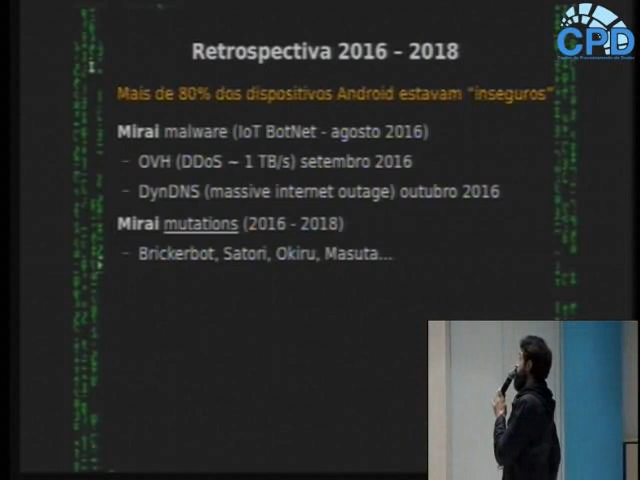 CPD
Retrospectiva 2016 – 2018
Mais de 80% dos dispositivos Android estavam "inseguros"
Mirai malware (IoT BotNet - agosto 2016)
– OVH (DDoS ~ 1 TB/s) setembro 2016
– DynDNS (massive internet outage) outubro 2016
Mirai mutations (2016 - 2018)
– Brickerbot, Satori, Okiru, Masuta...